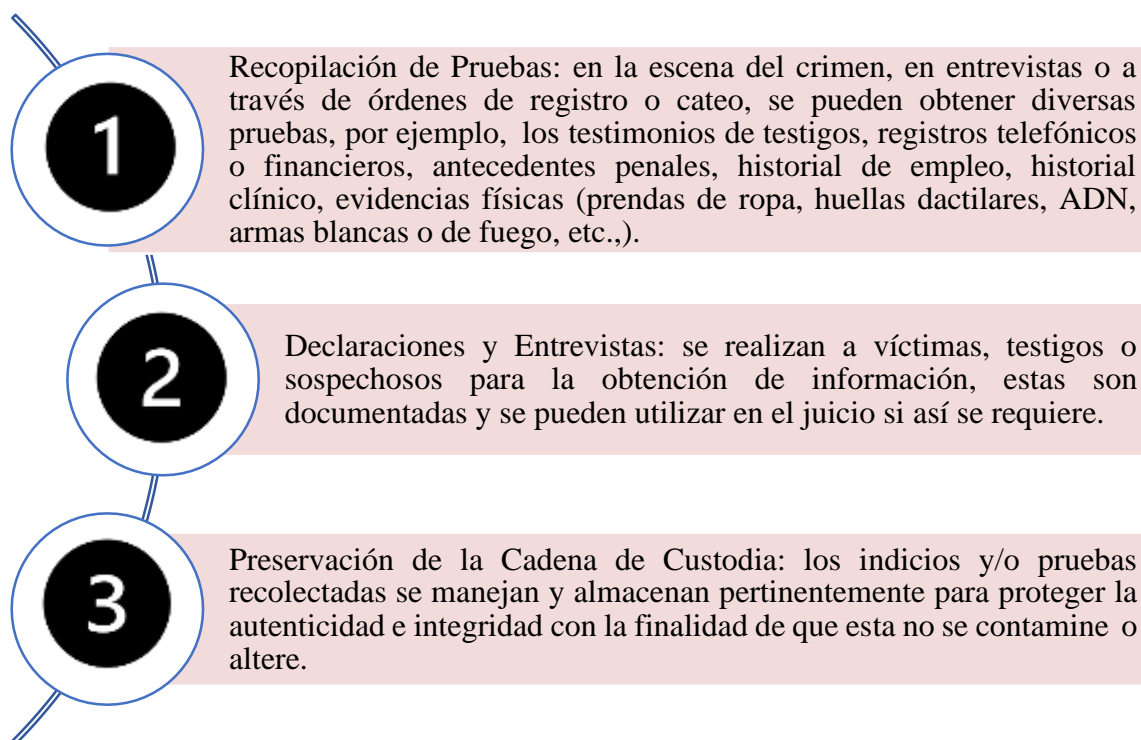 1
Recopilación de Pruebas: en la escena del crimen, en entrevistas o a
través de órdenes de registro o cateo, se pueden obtener diversas
pruebas, por ejemplo, los testimonios de testigos, registros telefónicos
o financieros, antecedentes penales, historial de empleo, historial
clínico, evidencias físicas (prendas de ropa, huellas dactilares, ADN,
armas blancas o de fuego, etc.,).
2
Declaraciones y Entrevistas: se realizan a víctimas, testigos o
sospechosos para la obtención de información, estas son
documentadas y se pueden utilizar en el juicio si así se requiere.
3
Preservación de la Cadena de Custodia: los indicios y/o pruebas
recolectadas se manejan y almacenan pertinentemente para proteger la
autenticidad e integridad con la finalidad de que esta no se contamine o
altere.